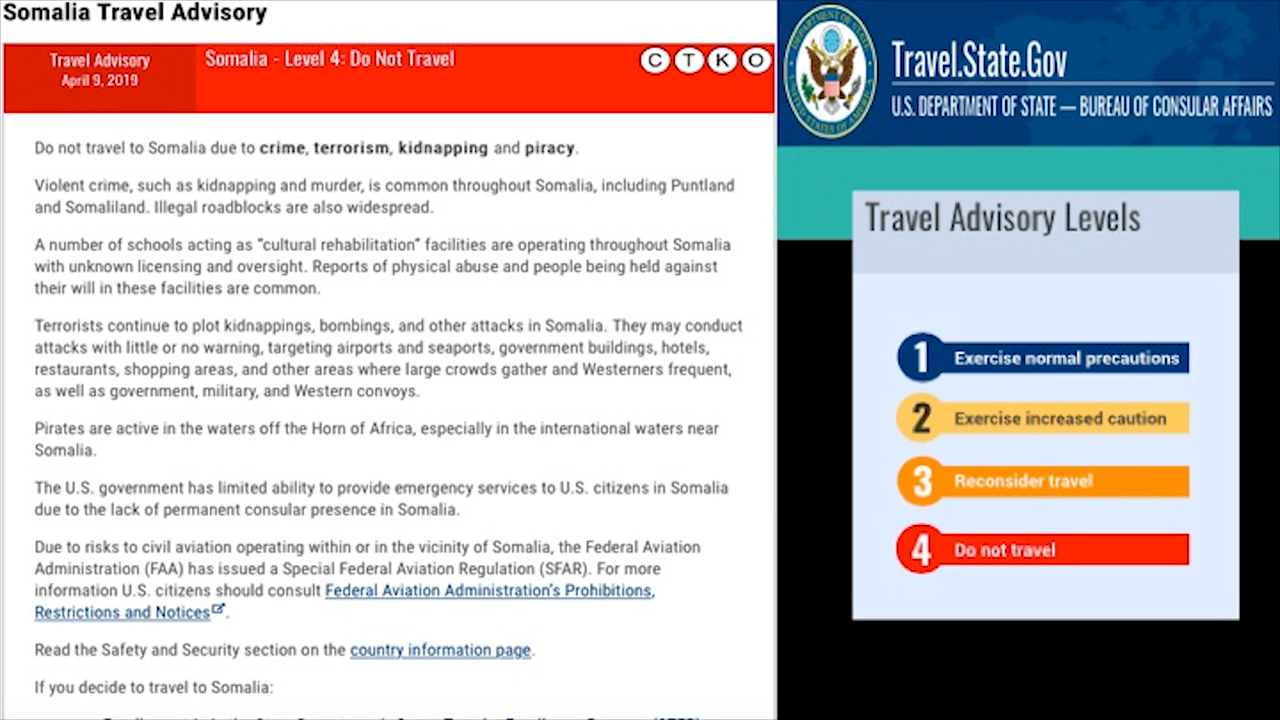 Somalia Travel Advisory
Travel Advisory
April 9, 2019
Somalia - Level 4: Do Not Travel
C T K O
Do not travel to Somalia due to crime, terrorism, kidnapping and piracy.
Violent crime, such as kidnapping and murder, is common throughout Somalia, including Puntland
and Somaliland. Illegal roadblocks are also widespread.
A number of schools acting as “cultural rehabilitation” facilities are operating throughout Somalia
with unknown licensing and oversight. Reports of physical abuse and people being held against
their will in these facilities are common.
Terrorists continue to plot kidnappings, bombings, and other attacks in Somalia. They may conduct
attacks with little or no warning, targeting airports and seaports, government buildings, hotels,
restaurants, shopping areas, and other areas where large crowds gather and Westerners frequent,
as well as government, military, and Western convoys.
Pirates are active in the waters off the Horn of Africa, especially in the international waters near
Somalia.
The U.S. government has limited ability to provide emergency services to U.S. citizens in Somalia
due to the lack of permanent consular presence in Somalia.
Due to risks to civil aviation operating within or in the vicinity of Somalia, the Federal Aviation
Administration (FAA) has issued a Special Federal Aviation Regulation (SFAR). For more
information U.S. citizens should consult Federal Aviation Administration’s Prohibitions,
Restrictions and Notices.
Read the Safety and Security section on the country information page.
If you decide to travel to Somalia:
Travel.State.Gov
U.S. DEPARTMENT OF STATE — BUREAU OF CONSULAR AFFAIRS
Travel Advisory Levels
1 Exercise normal precautions
2 Exercise increased caution
3 Reconsider travel
4 Do not travel